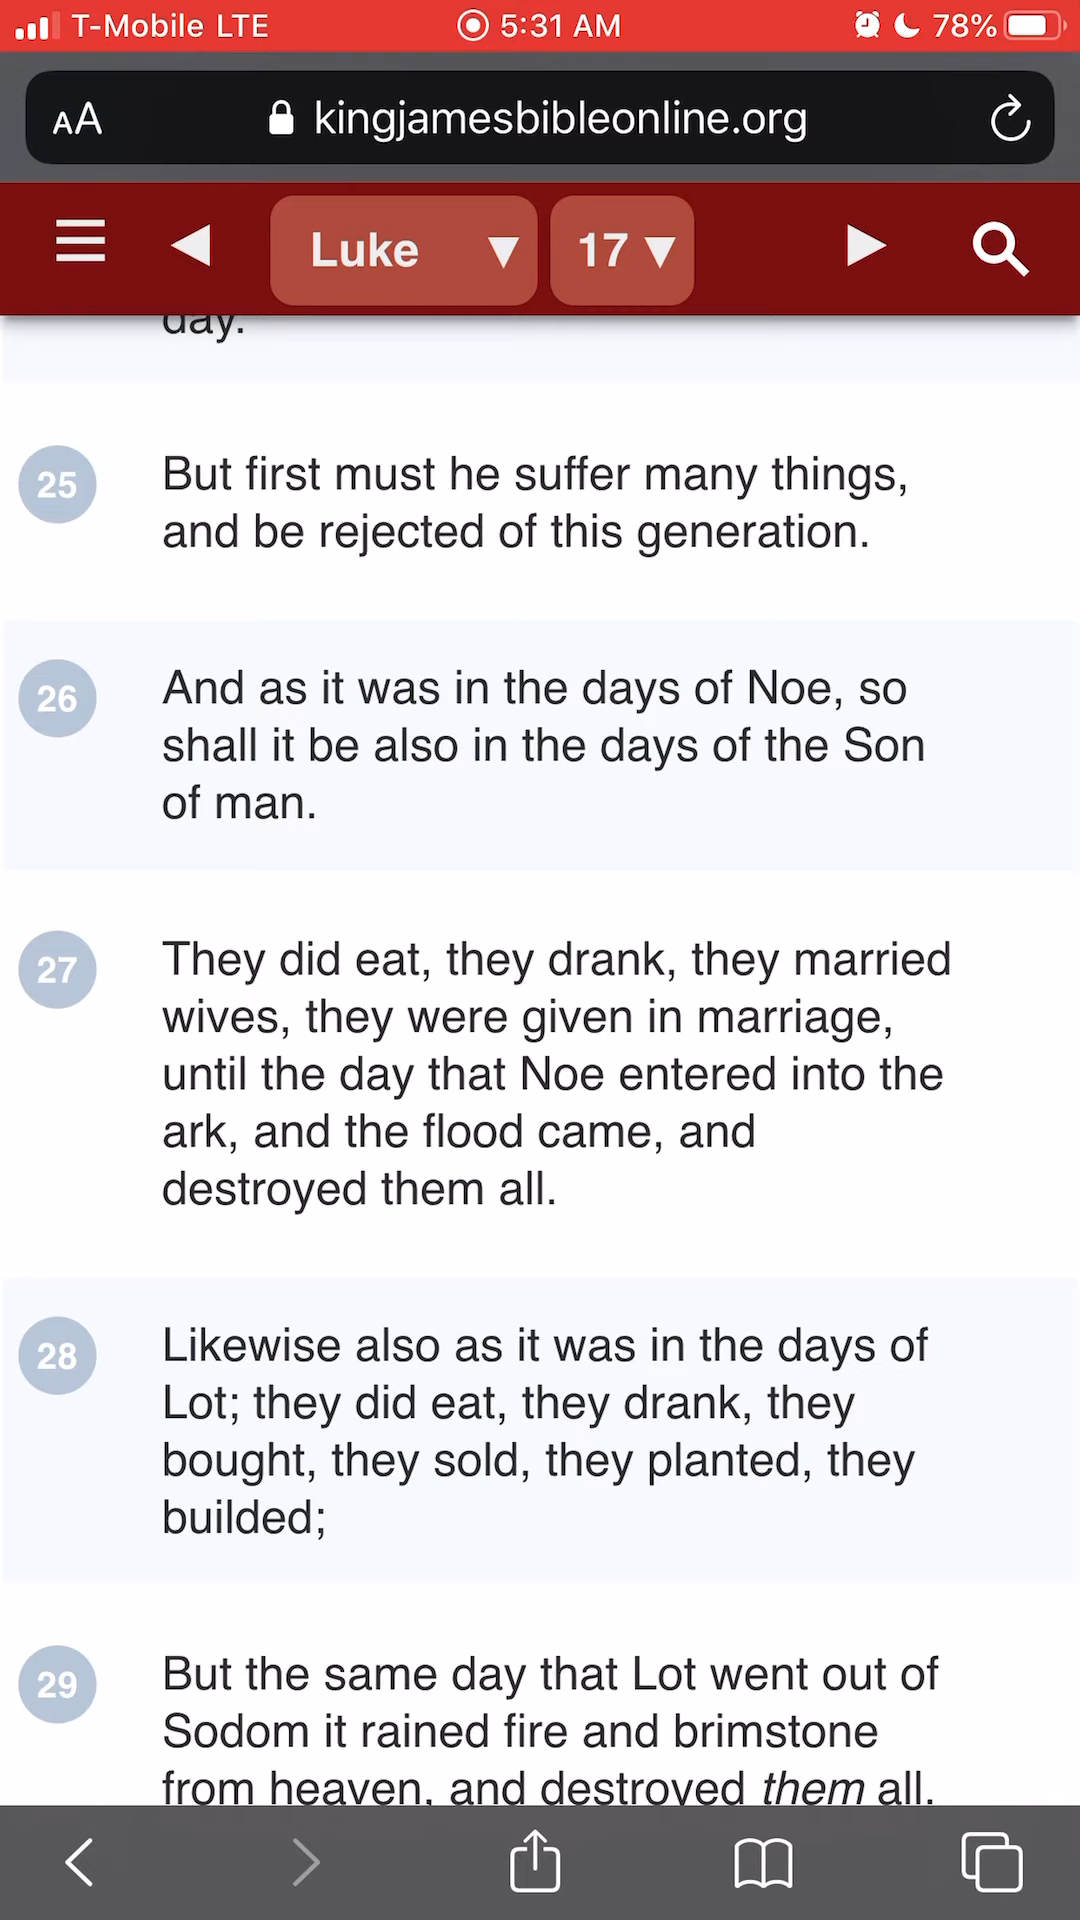 T-Mobile LTE 5:31 AM 78%
AA kingjamesbibleonline.org
Luke 17
day.
25 But first must he suffer many things,
and be rejected of this generation.
26 And as it was in the days of Noe, so
shall it be also in the days of the Son
of man.
27 They did eat, they drank, they married
wives, they were given in marriage,
until the day that Noe entered into the
ark, and the flood came, and
destroyed them all.
28 Likewise also as it was in the days of
Lot; they did eat, they drank, they
bought, they sold, they planted, they
builded;
29 But the same day that Lot went out of
Sodom it rained fire and brimstone
from heaven, and destroyed them all.